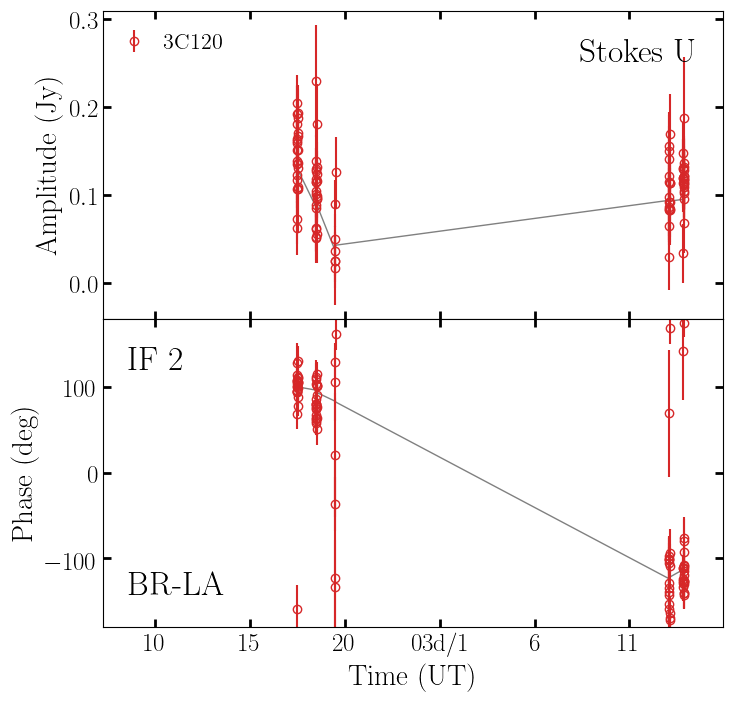 0.3
3C120
Stokes U
0.2
0.1
0.0
Amplitude (Jy)
IF 2
100
0
−100
Phase (deg)
BR-LA
10 15 20 03d/1 6 11
Time (UT)